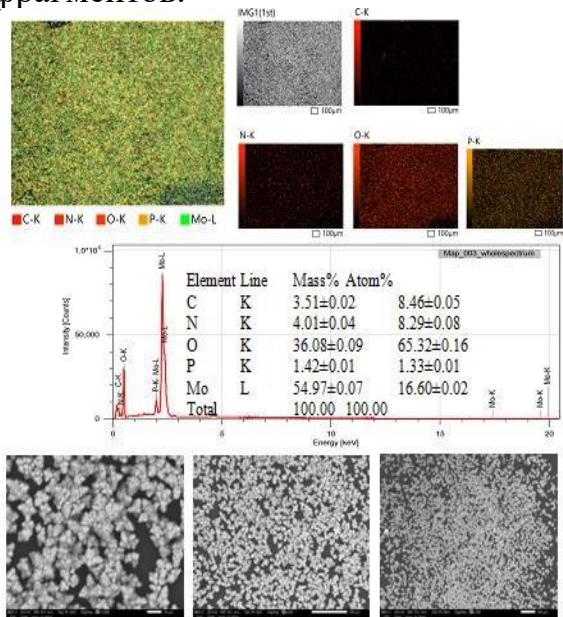 фрагментов.
IMG1(1st)
C-K
100μm
100μm
N-K
O-K
P-K
100μm
100μm
100μm
C-K N-K O-K P-K Mo-L
Map_003_wholespectrum
1.0*10⁵
50,000
0
Intensity [Counts]
C-K
N-K
O-K
P-K
Mo-L
Mo-L
Mo-L
Mo-K
Mo-K
Mo-K
Element Line Mass% Atom%
C K 3.51±0.02 8.46±0.05
N K 4.01±0.04 8.29±0.08
O K 36.08±0.09 65.32±0.16
P K 1.42±0.01 1.33±0.01
Mo L 54.97±0.07 16.60±0.02
Total 100.00 100.00
0 5 10 15 20
Energy [keV]